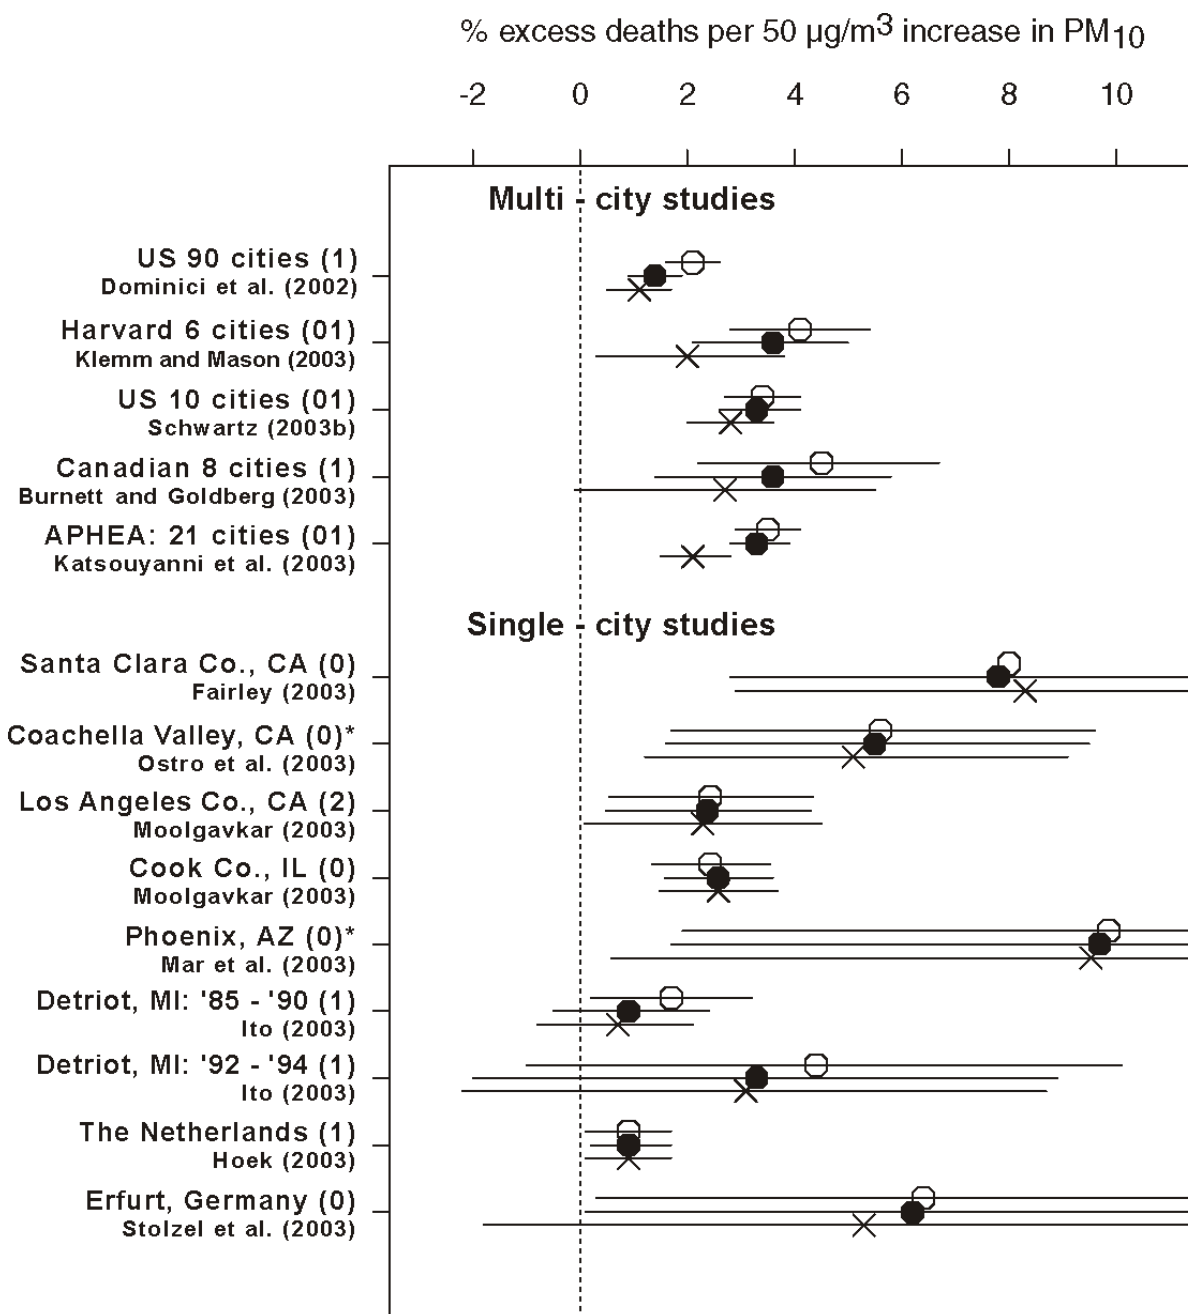 % excess deaths per 50 µg/m3 increase in PM10
-2 0 2 4 6 8 10
Multi - city studies
US 90 cities (1)
Dominici et al. (2002)
Harvard 6 cities (01)
Klemm and Mason (2003)
US 10 cities (01)
Schwartz (2003b)
Canadian 8 cities (1)
Burnett and Goldberg (2003)
APHEA: 21 cities (01)
Katsouyanni et al. (2003)
Single - city studies
Santa Clara Co., CA (0)
Fairley (2003)
Coachella Valley, CA (0)*
Ostro et al. (2003)
Los Angeles Co., CA (2)
Moolgavkar (2003)
Cook Co., IL (0)
Moolgavkar (2003)
Phoenix, AZ (0)*
Mar et al. (2003)
Detriot, MI: '85 - '90 (1)
Ito (2003)
Detriot, MI: '92 - '94 (1)
Ito (2003)
The Netherlands (1)
Hoek (2003)
Erfurt, Germany (0)
Stolzel et al. (2003)